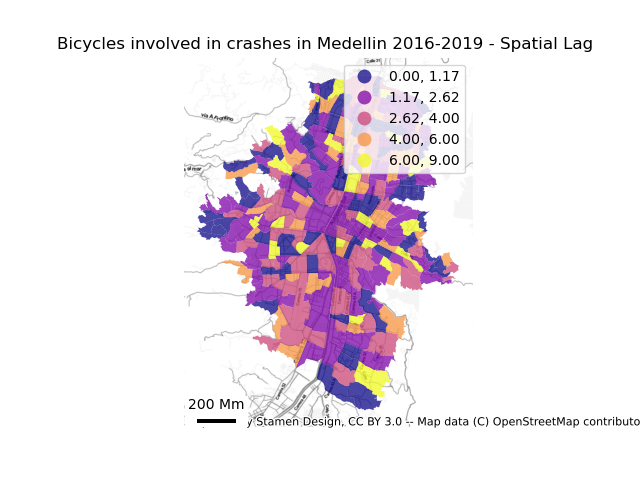 Bicycles involved in crashes in Medellin 2016-2019 - Spatial Lag
0.00, 1.17
1.17, 2.62
2.62, 4.00
4.00, 6.00
6.00, 9.00
200 Mm
y Stamen Design, CC BY 3.0 -- Map data (C) OpenStreetMap contributo